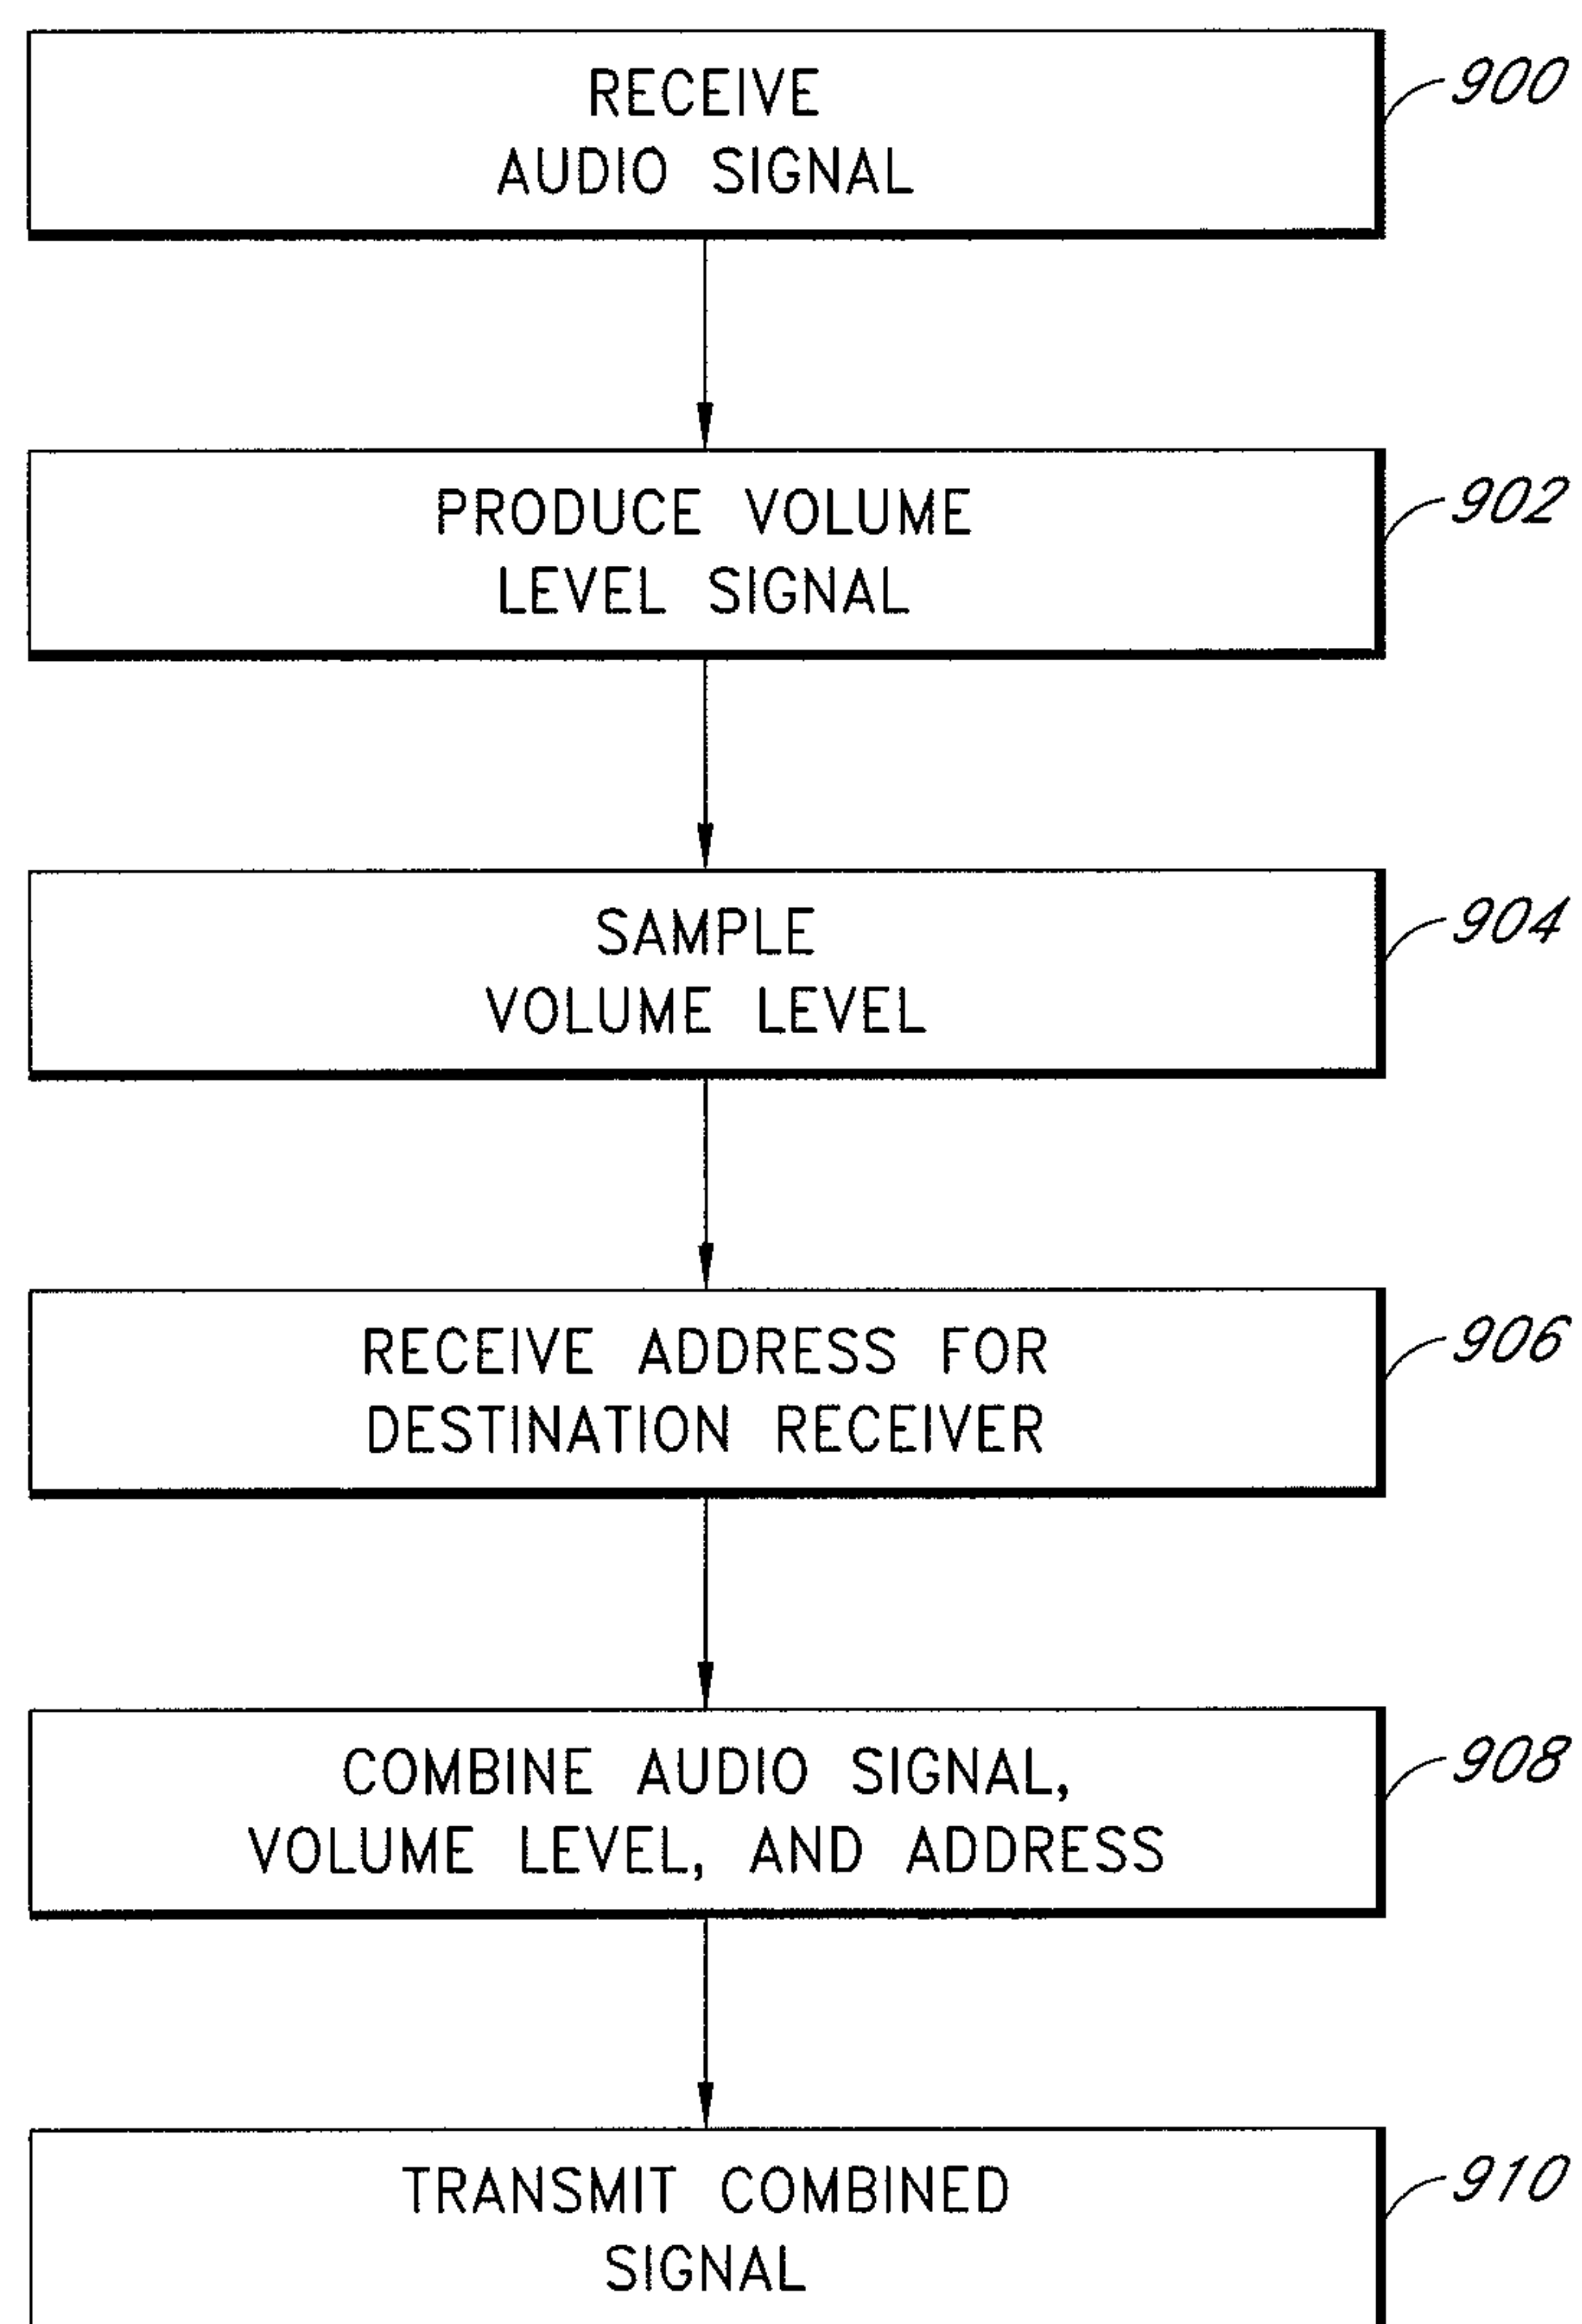 RECEIVE
AUDIO SIGNAL
900
PRODUCE VOLUME
LEVEL SIGNAL
902
SAMPLE
VOLUME LEVEL
904
RECEIVE ADDRESS FOR
DESTINATION RECEIVER
906
COMBINE AUDIO SIGNAL,
VOLUME LEVEL, AND ADDRESS
908
TRANSMIT COMBINED
SIGNAL
910